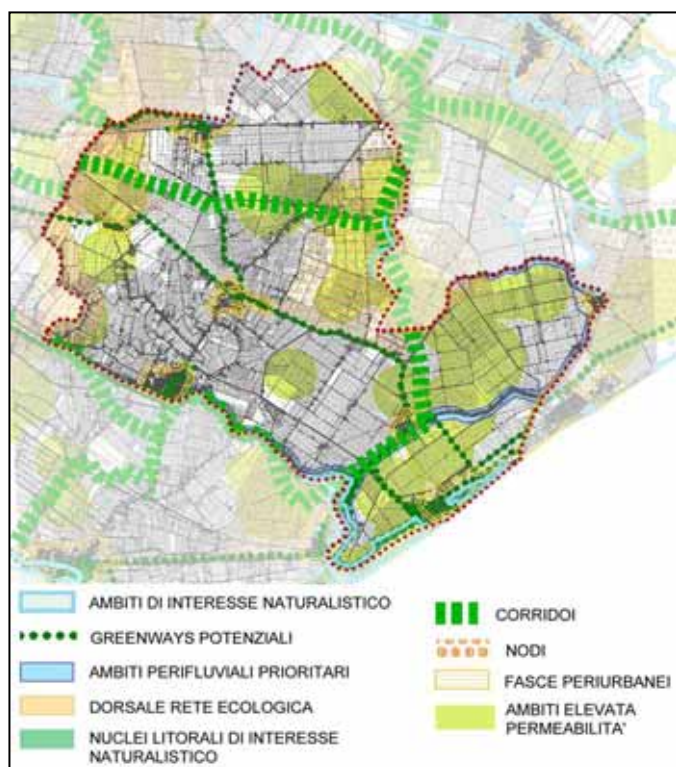 AMBITI DI INTERESSE NATURALISTICO
GREENWAYS POTENZIALI
AMBITI PERIFLUVIALI PRIORITARI
DORSALE RETE ECOLOGICA
NUCLEI LITORALI DI INTERESSE
NATURALISTICO
CORRIDOI
NODI
FASCE PERIURBANEI
AMBITI ELEVATA
PERMEABILITA'